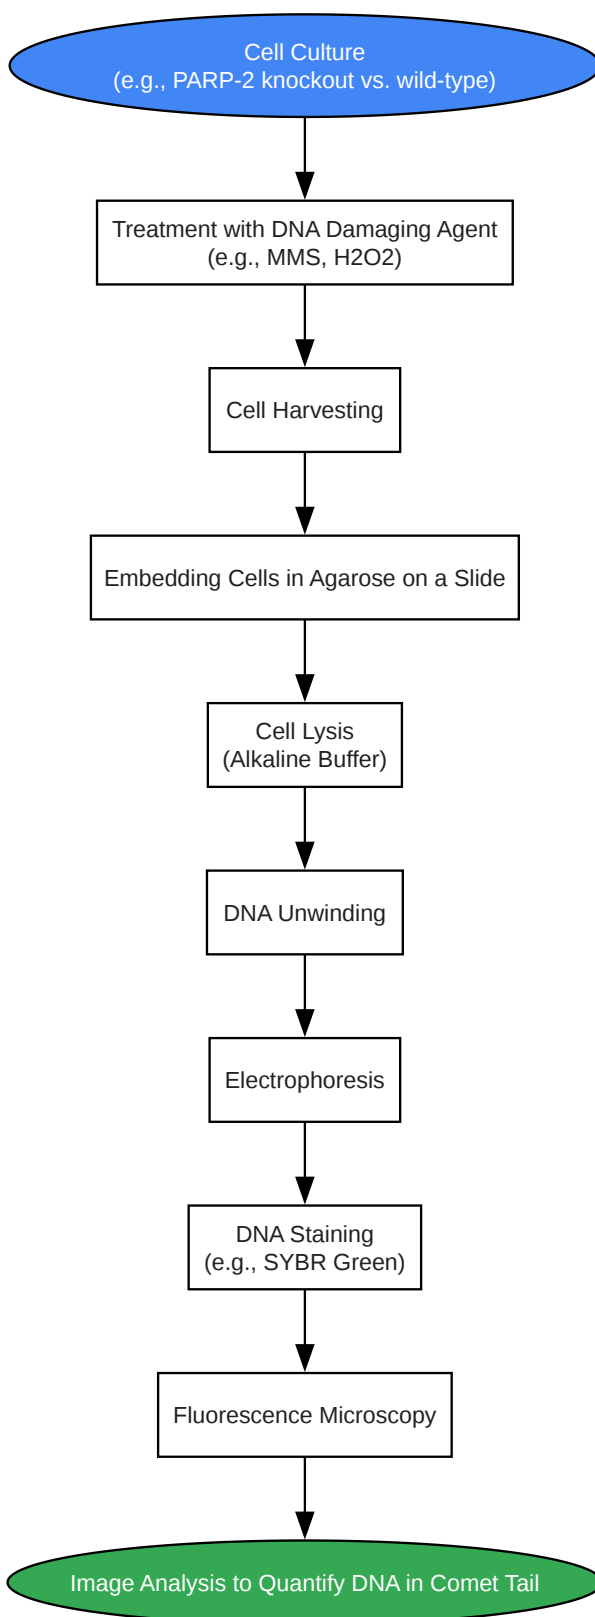 Cell Culture
(e.g., PARP-2 knockout vs. wild-type)
Treatment with DNA Damaging Agent
(e.g., MMS, H2O2)
Cell Harvesting
Embedding Cells in Agarose on a Slide
Cell Lysis
(Alkaline Buffer)
DNA Unwinding
Electrophoresis
DNA Staining
(e.g., SYBR Green)
Fluorescence Microscopy
Image Analysis to Quantify DNA in Comet Tail